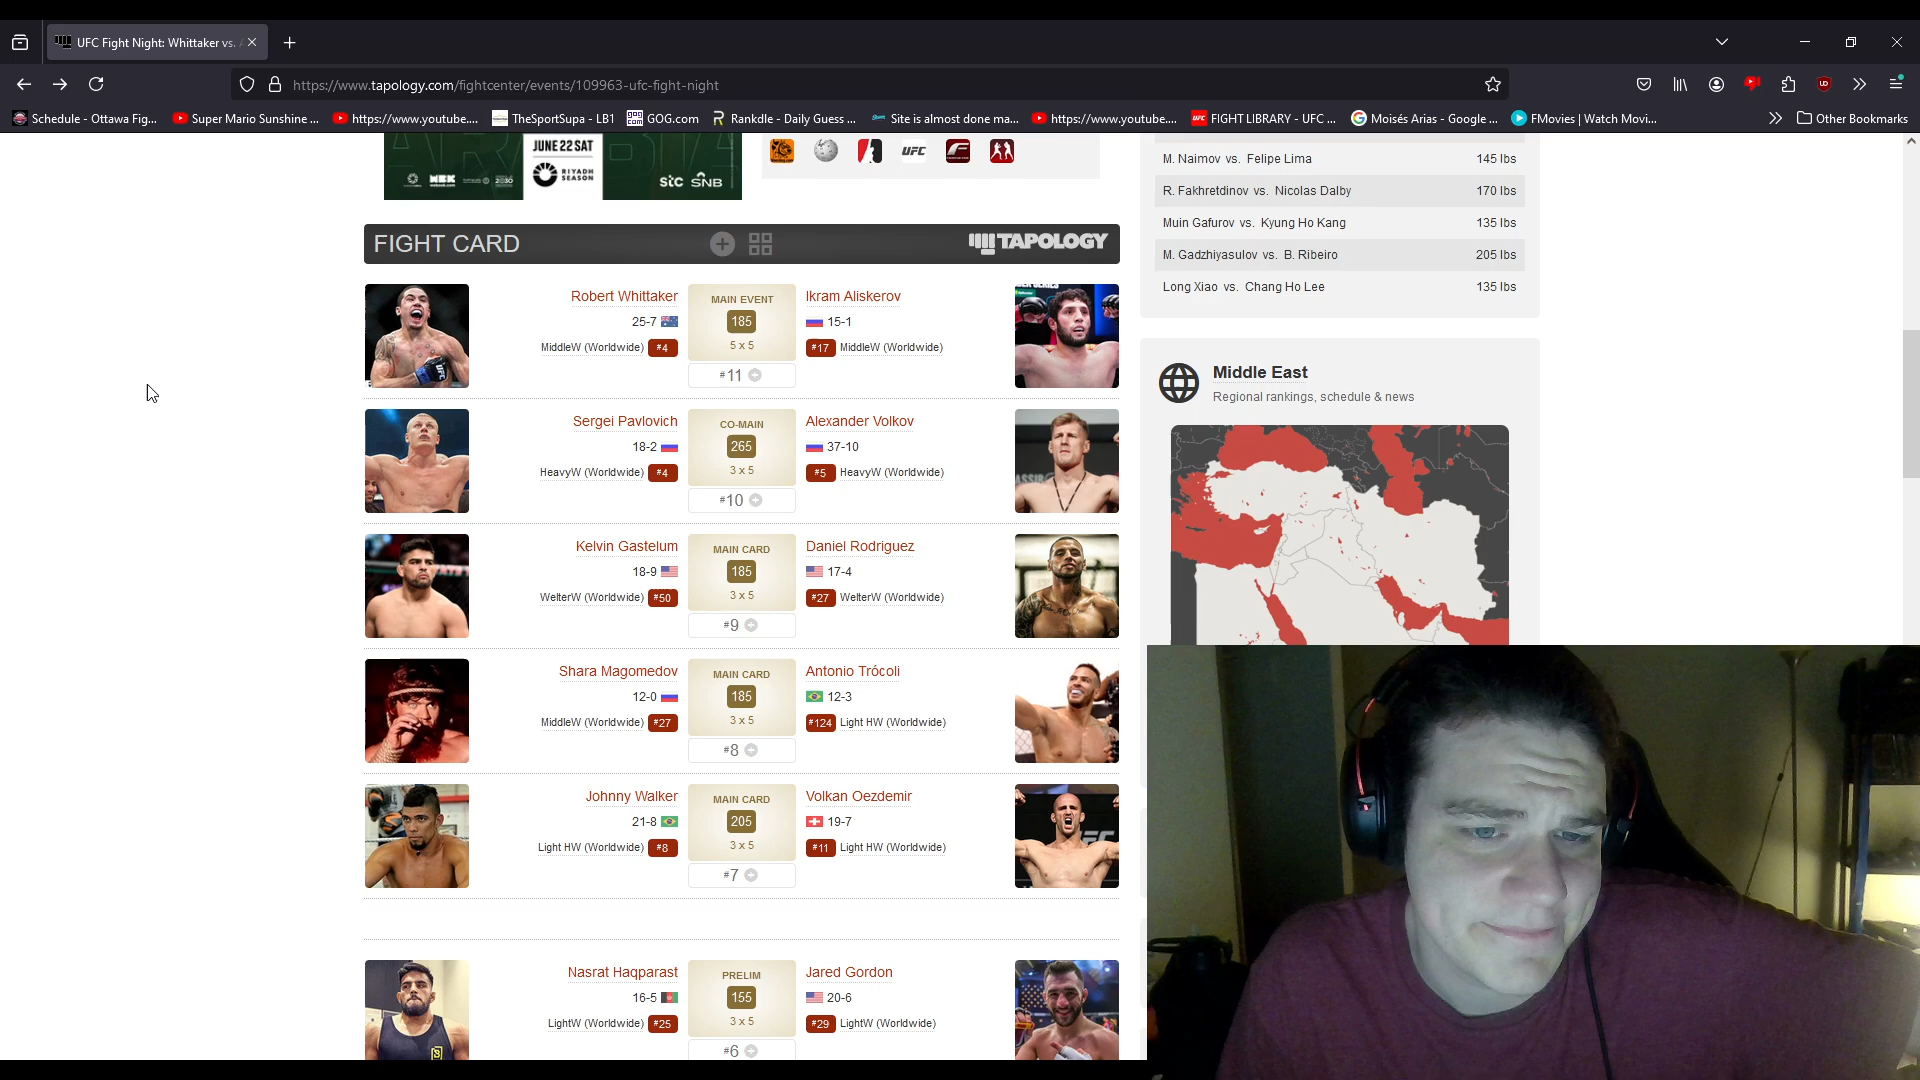 UFC Fight Night: Whittaker vs. A
https://www.tapology.com/fightcenter/events/109963-ufc-fight-night
Schedule - Ottawa Fig...
Super Mario Sunshine ...
https://www.youtube....
TheSportSupa - LB1
GOG.com
Rankdle - Daily Guess ...
Site is almost done ma...
https://www.youtube....
FIGHT LIBRARY - UFC ...
Moisés Arias - Google ...
FMovies | Watch Movi...
Other Bookmarks
JUNE 22 SAT
RIYADH
SEASON
stc SNB
UFC
M. Naimov vs. Felipe Lima 145 lbs
R. Fakhretdinov vs. Nicolas Dalby 170 lbs
Muin Gafurov vs. Kyung Ho Kang 135 lbs
M. Gadzhiyasulov vs. B. Ribeiro 205 lbs
Long Xiao vs. Chang Ho Lee 135 lbs
FIGHT CARD
TAPOLOGY
Robert Whittaker MAIN EVENT Ikram Aliskerov
25-7 185 15-1
MiddleW (Worldwide) #4 5 x 5 #17 MiddleW (Worldwide)
#11
Sergei Pavlovich CO-MAIN Alexander Volkov
18-2 265 37-10
HeavyW (Worldwide) #4 3 x 5 #5 HeavyW (Worldwide)
#10
Kelvin Gastelum MAIN CARD Daniel Rodriguez
18-9 185 17-4
WelterW (Worldwide) #50 3 x 5 #27 WelterW (Worldwide)
#9
Shara Magomedov MAIN CARD Antonio Trócoli
12-0 185 12-3
MiddleW (Worldwide) #27 3 x 5 #124 Light HW (Worldwide)
#8
Johnny Walker MAIN CARD Volkan Oezdemir
21-8 205 19-7
Light HW (Worldwide) #8 3 x 5 #11 Light HW (Worldwide)
#7
Nasrat Haqparast PRELIM Jared Gordon
16-5 155 20-6
LightW (Worldwide) #25 3 x 5 #29 LightW (Worldwide)
#6
Middle East
Regional rankings, schedule & news